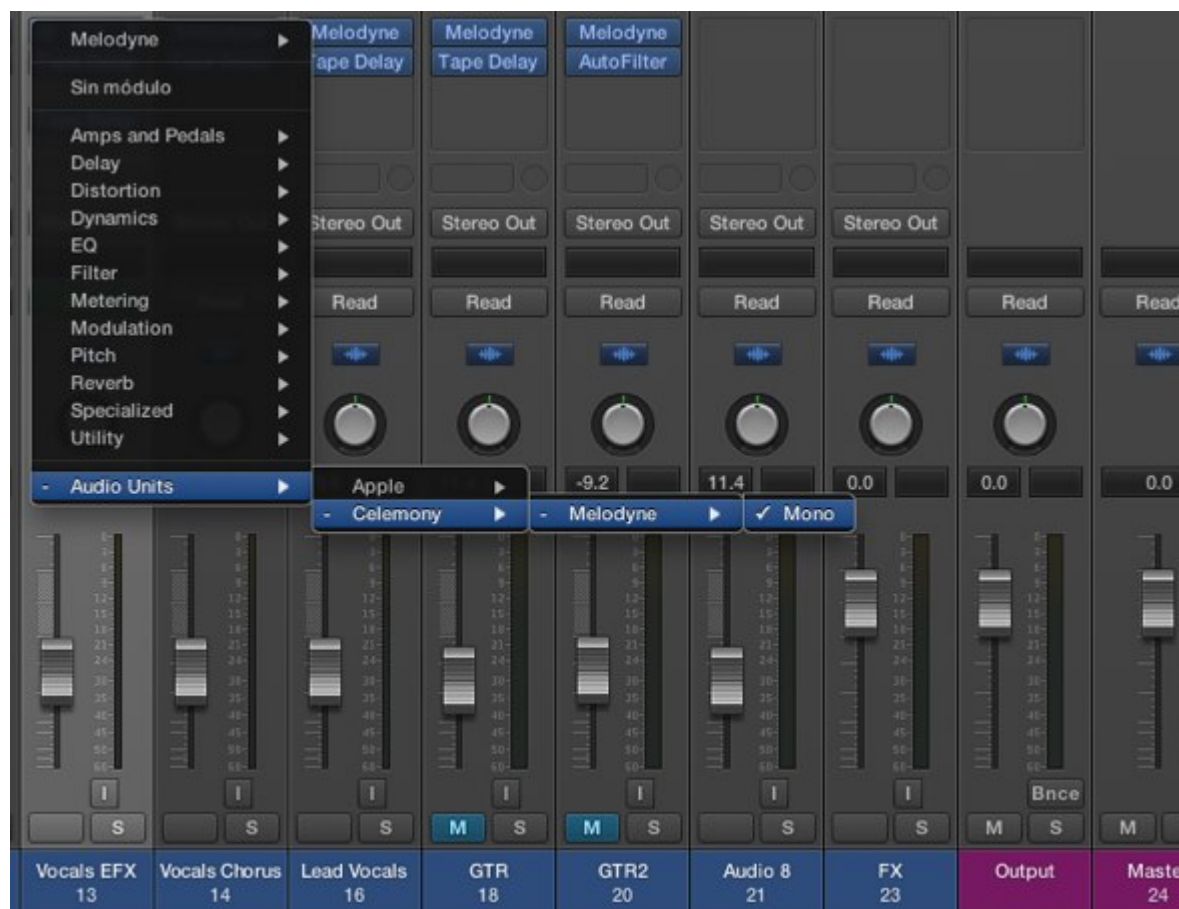 Melodyne
Sin módulo
Amps and Pedals
Delay
Distortion
Dynamics
EQ
Filter
Metering
Modulation
Pitch
Reverb
Specialized
Utility
- Audio Units
Apple
- Celemony
- Melodyne
✓ Mono
Melodyne Melodyne Melodyne
Tape Delay Tape Delay AutoFilter
Stereo Out Stereo Out Stereo Out Stereo Out Stereo Out
Read Read Read Read Read Read Read
-9.2 11.4 0.0 0.0 0.0
I I I I I I I Bnce
S S S M S M S S S M S M
Vocals EFX Vocals Chorus Lead Vocals GTR GTR2 Audio 8 FX Output Maste
13 14 16 18 20 21 23 24